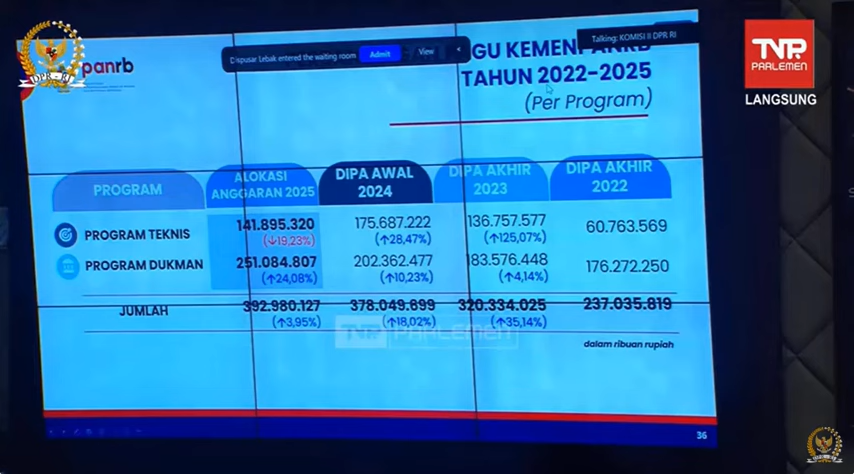 DPR-RI
panrb
Dispusar Lebak entered the waiting room Admit View
Talking: KOMISI II DPR RI
TVR
PARLEMEN
LANGSUNG
GU KEMENPANRB
TAHUN 2022-2025
(Per Program)
PROGRAM
ALOKASI ANGGARAN 2025
DIPA AWAL 2024
DIPA AKHIR 2023
DIPA AKHIR 2022
PROGRAM TEKNIS 141.895.320 175.687.222 136.757.577 60.763.569
(↓19,23%) (↑28,47%) (↑125,07%)
PROGRAM DUKMAN 251.084.807 202.362.477 183.576.448 176.272.250
(↑24,08%) (↑10,23%) (↑4,14%)
JUMLAH 392.980.127 378.049.699 320.334.025 237.035.819
(↑3,95%) (↑18,02%) (↑35,14%)
TVR PARLEMEN
dalam ribuan rupiah
36